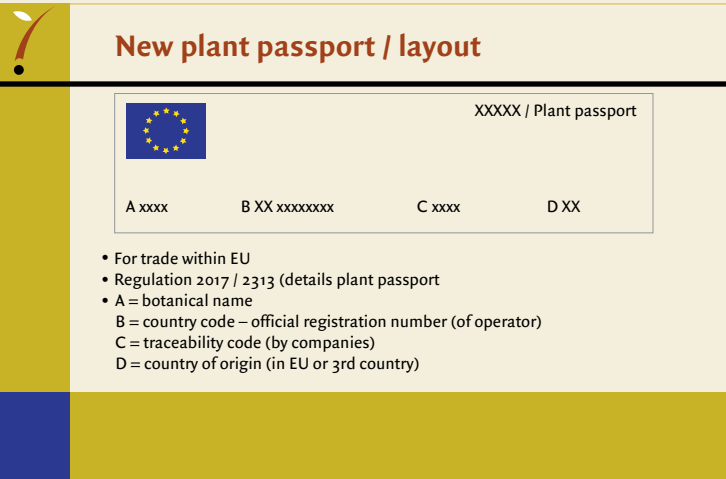 New plant passport / layout
XXXXX / Plant passport
A xxxx B XX xxxxxxxx C xxxx D XX
• For trade within EU
• Regulation 2017 / 2313 (details plant passport
• A = botanical name
B = country code – official registration number (of operator)
C = traceability code (by companies)
D = country of origin (in EU or 3rd country)